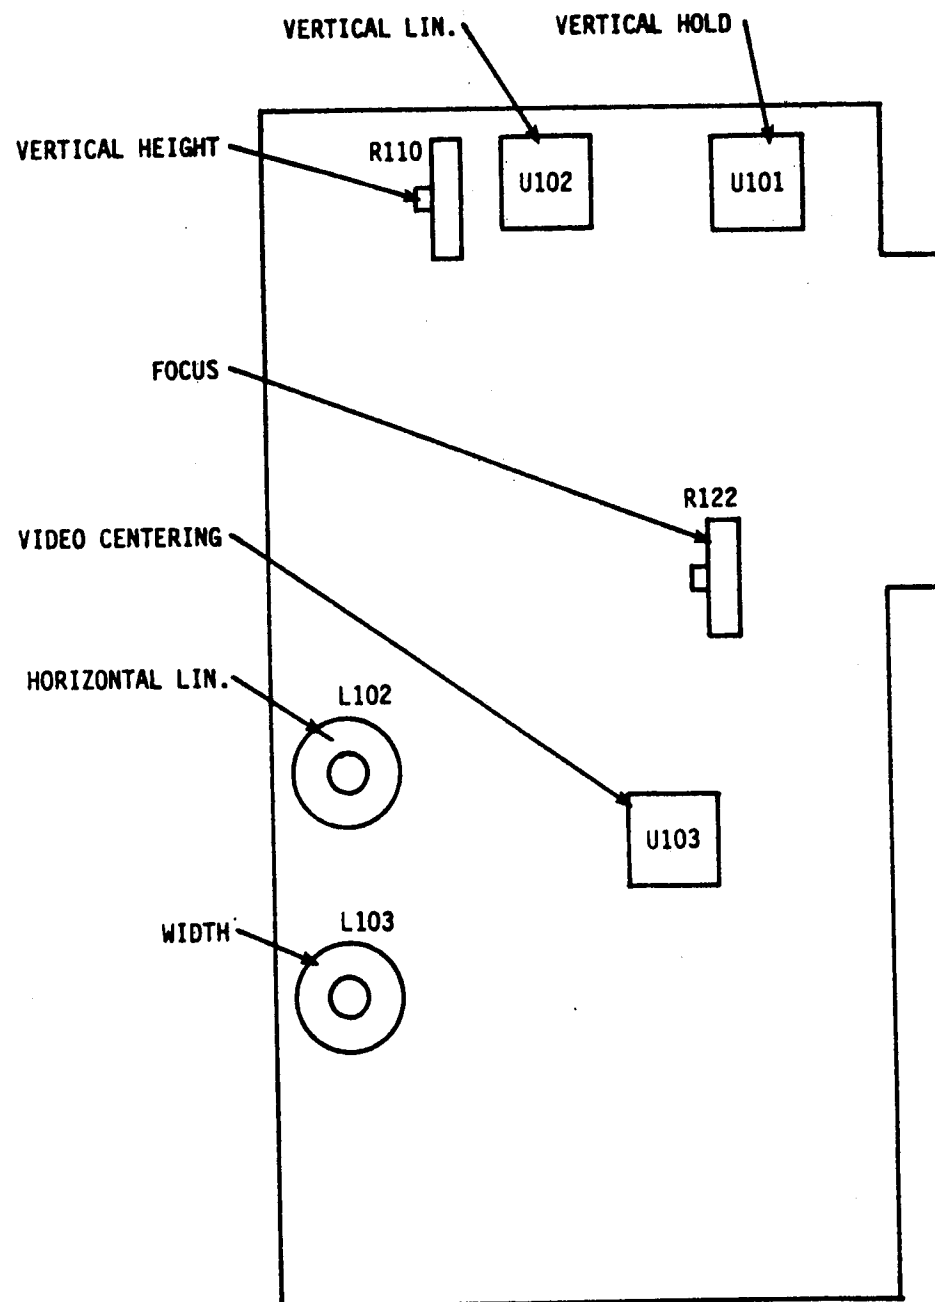 VERTICAL LIN.
VERTICAL HOLD
VERTICAL HEIGHT
R110
U102
U101
FOCUS
R122
VIDEO CENTERING
HORIZONTAL LIN.
L102
U103
WIDTH
L103